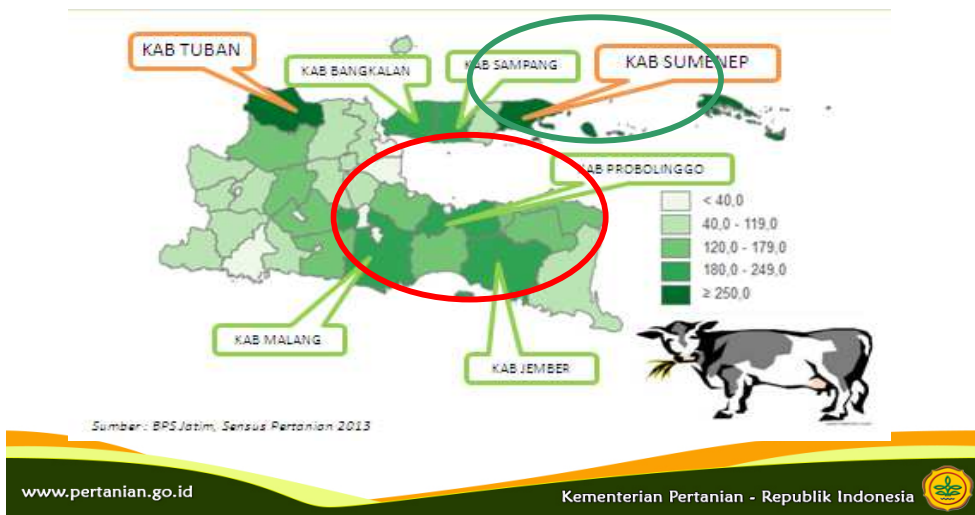 KAB TUBAN
KAB BANGKALAN
KAB SAMPANG
KAB SUMENEP
KAB PROBOLINGGO
< 40,0
40,0 - 119,0
120,0 - 179,0
180,0 - 249,0
≥ 250,0
KAB MALANG
KAB JEMBER
Sumber : BPS Jatim, Sensus Pertanian 2013
www.pertanian.go.id
Kementerian Pertanian - Republik Indonesia